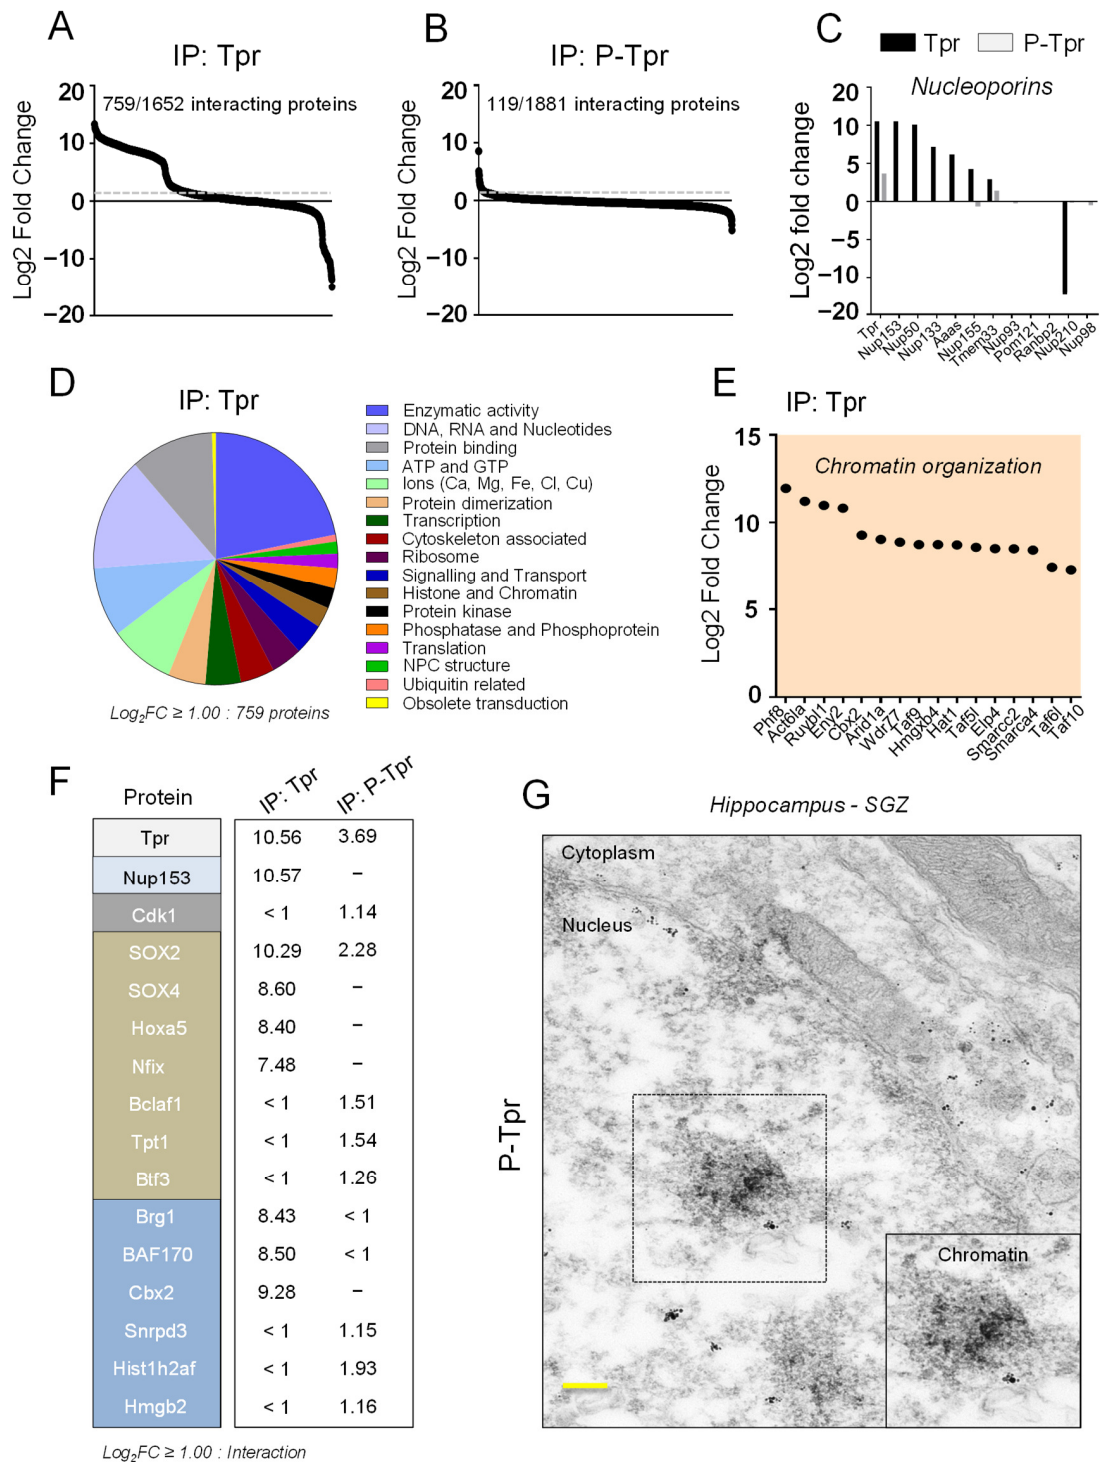 A
IP: Tpr
Log2 Fold Change
20
10
0
−10
−20
759/1652 interacting proteins
B
IP: P-Tpr
Log2 Fold Change
20
10
0
−10
−20
119/1881 interacting proteins
C
Tpr
P-Tpr
Nucleoporins
Log2 fold change
20
10
5
0
−5
−10
−20
Tpr
Nup153
Nup50
Nup133
Aaas
Nup155
Tmem33
Nup93
Pom121
Ranbp2
Nup210
Nup98
D
IP: Tpr
Enzymatic activity
DNA, RNA and Nucleotides
Protein binding
ATP and GTP
Ions (Ca, Mg, Fe, Cl, Cu)
Protein dimerization
Transcription
Cytoskeleton associated
Ribosome
Signalling and Transport
Histone and Chromatin
Protein kinase
Phosphatase and Phosphoprotein
Translation
NPC structure
Ubiquitin related
Obsolete transduction
Log2FC ≥ 1.00 : 759 proteins
E
IP: Tpr
Chromatin organization
Log2 Fold Change
15
10
5
0
Phf8
Act6la
Ruvbl1
Eny2
Cbx2
Arid1a
Wdr77
Taf9
Hmgxb4
Hat1
Taf5l
Elp4
Smarcc2
Smarca4
Taf6l
Taf10
F
Protein IP: Tpr IP: P-Tpr
Tpr 10.56 3.69
Nup153 10.57 –
Cdk1 < 1 1.14
SOX2 10.29 2.28
SOX4 8.60 –
Hoxa5 8.40 –
Nfix 7.48 –
Bclaf1 < 1 1.51
Tpt1 < 1 1.54
Btf3 < 1 1.26
Brg1 8.43 < 1
BAF170 8.50 < 1
Cbx2 9.28 –
Snrpd3 < 1 1.15
Hist1h2af < 1 1.93
Hmgb2 < 1 1.16
Log2FC ≥ 1.00 : Interaction
G
Hippocampus - SGZ
P-Tpr
Cytoplasm
Nucleus
Chromatin